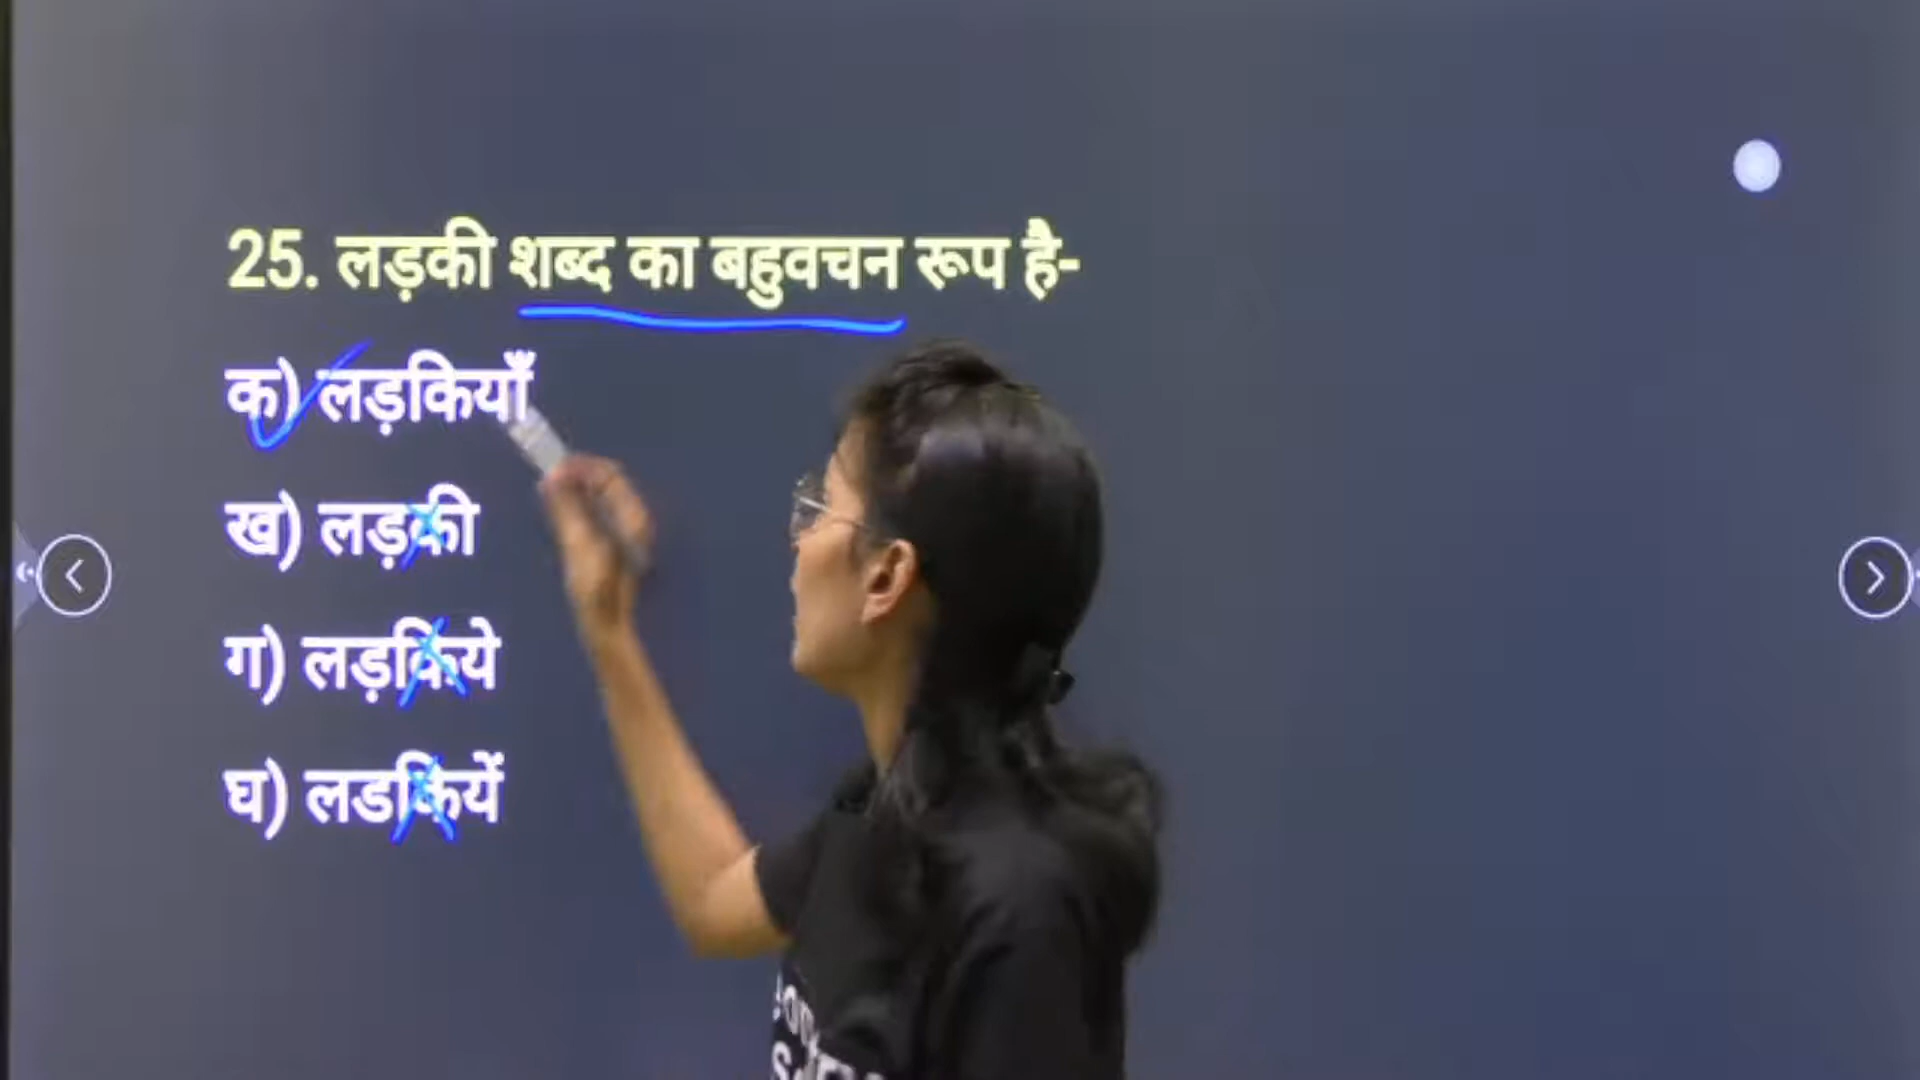 25. लड़की शब्द का बहुवचन रूप है-
क) लड़कियाँ
ख) लड़की
ग) लड़किये
घ) लडकियें